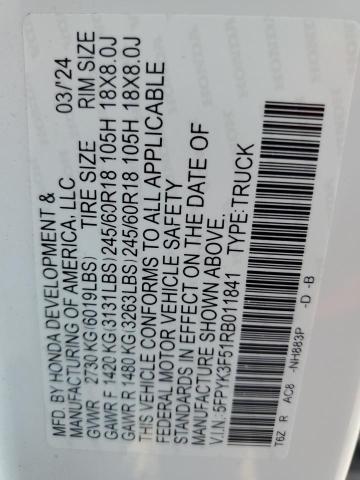 MFD. BY HONDA DEVELOPMENT &
MANUFACTURING OF AMERICA, LLC 03/'24
GVWR 2730 KG(6019LBS) TIRE SIZE RIM SIZE
GAWR F 1420 KG(3131LBS) 245/60R18 105H 18X8.0J
GAWR R 1480 KG(3263LBS) 245/60R18 105H 18X8.0J
THIS VEHICLE CONFORMS TO ALL APPLICABLE
FEDERAL MOTOR VEHICLE SAFETY
STANDARDS IN EFFECT ON THE DATE OF
MANUFACTURE SHOWN ABOVE.
V.I.N.: 5FPYK3F51RB011841 TYPE: TRUCK
T6Z R AC8 -NH883P -D -B